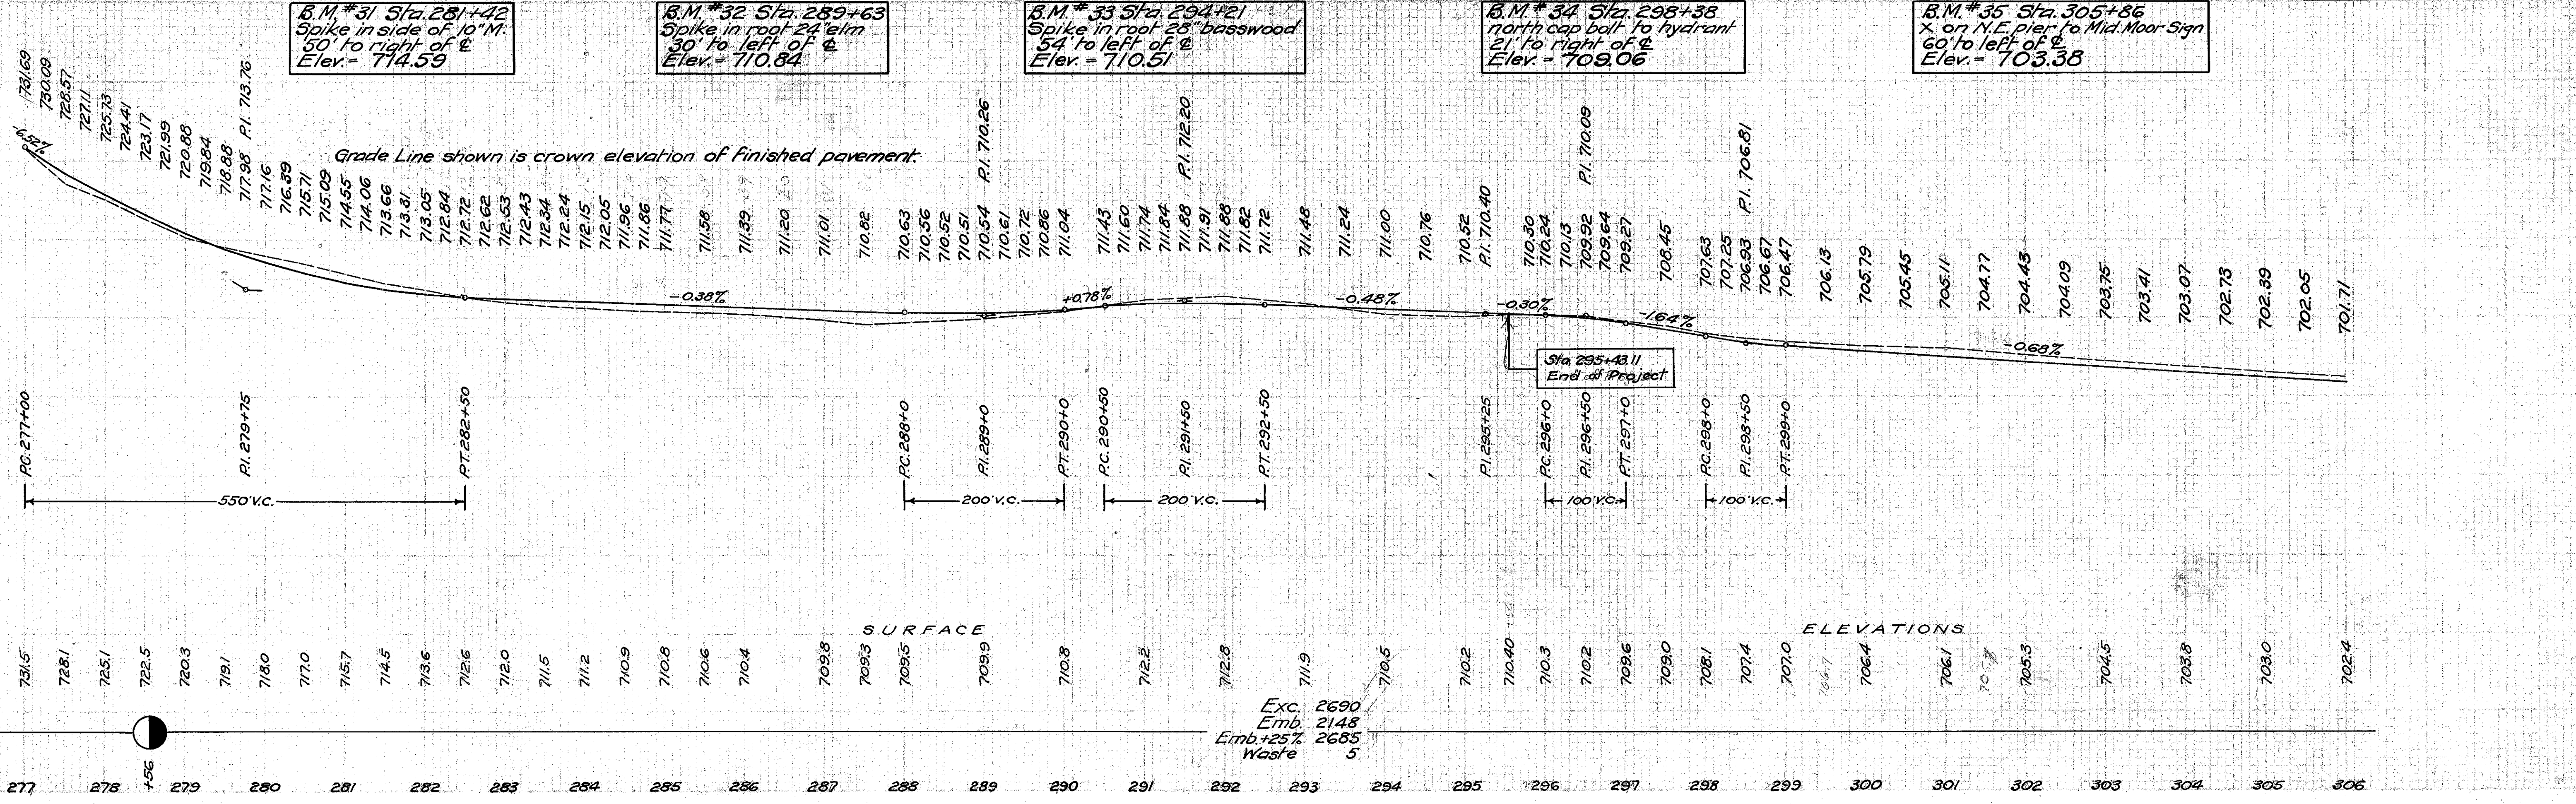 B.M. #31 Sta. 281+42
Spike in side of 10" M.
50' to right of ℄
Elev. = 714.59
B.M. #32 Sta. 289+63
Spike in root 24" elm
30' to left of ℄
Elev. = 710.84
B.M. #33 Sta. 294+21
Spike in root 28" basswood
54' to left of ℄
Elev. = 710.51
B.M. #34 Sta. 298+38
north cap bolt to hydrant
21' to right of ℄
Elev. = 709.06
B.M. #35 Sta. 305+86
X on N.E. pier to Mid. Moor Sign
60' to left of ℄
Elev. = 703.38
731.69
730.09
728.57
727.11
725.73
724.41
723.17
721.99
720.88
719.84
718.88
717.98 P.I. 713.76
717.16
716.39
715.71
715.09
714.55
714.06
713.66
713.31
713.05
712.84
712.72
712.62
712.53
712.43
712.34
712.24
712.15
712.05
711.96
711.86
711.77
711.58
711.39
711.20
711.01
710.82
710.63
710.56
710.52
710.51
710.54 P.I. 710.26
710.61
710.72
710.86
711.04
711.43
711.60
711.74
711.84
711.88 P.I. 712.20
711.91
711.88
711.82
711.72
711.48
711.24
711.00
710.76
710.52
P.I. 710.40
710.30
710.24
710.13
709.92 P.I. 710.09
709.64
709.27
708.45
707.63
707.25
706.93 P.I. 706.81
706.67
706.47
706.13
705.79
705.45
705.11
704.77
704.43
704.09
703.75
703.41
703.07
702.73
702.39
702.05
701.71
Grade Line shown is crown elevation of finished pavement.
-6.52%
-0.38%
+0.78%
-0.48%
-0.30%
-1.64%
-0.68%
Sta. 295+43.11
End of Project
P.C. 277+00
P.I. 279+75
P.T. 282+50
P.C. 288+0
P.I. 289+0
P.T. 290+0
P.C. 290+50
P.I. 291+50
P.T. 292+50
P.I. 295+25
P.C. 296+0
P.I. 296+50
P.T. 297+0
P.C. 298+0
P.I. 298+50
P.T. 299+0
550' V.C.
200' V.C.
200' V.C.
100' V.C.
100' V.C.
SURFACE ELEVATIONS
731.5
728.1
725.1
722.5
720.3
719.1
718.0
717.0
715.7
714.5
713.6
712.6
712.0
711.5
711.2
710.9
710.8
710.6
710.4
709.8
709.3
709.5
709.9
710.8
712.2
712.8
711.9
710.5
710.2
710.40
710.3
710.2
709.6
709.0
708.1
707.4
707.0
706.7
706.4
706.1
705.3
704.5
703.8
703.0
702.4
Exc. 2690
Emb. 2148
Emb.+25% 2685
Waste 5
277 278 +56 279 280 281 282 283 284 285 286 287 288 289 290 291 292 293 294 295 296 297 298 299 300 301 302 303 304 305 306